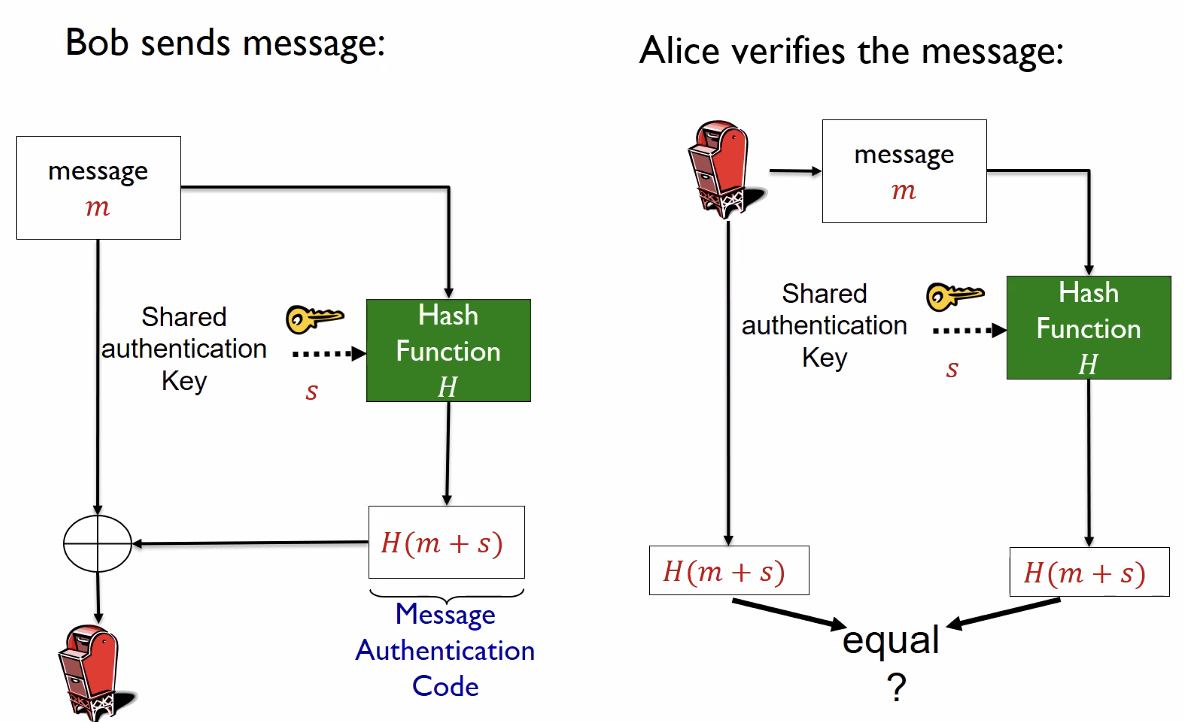 Bob sends message:
message
m
Shared
authentication
Key
s
Hash
Function
H
H(m + s)
Message
Authentication
Code
Alice verifies the message:
message
m
Shared
authentication
Key
s
Hash
Function
H
H(m + s)
H(m + s)
equal
?